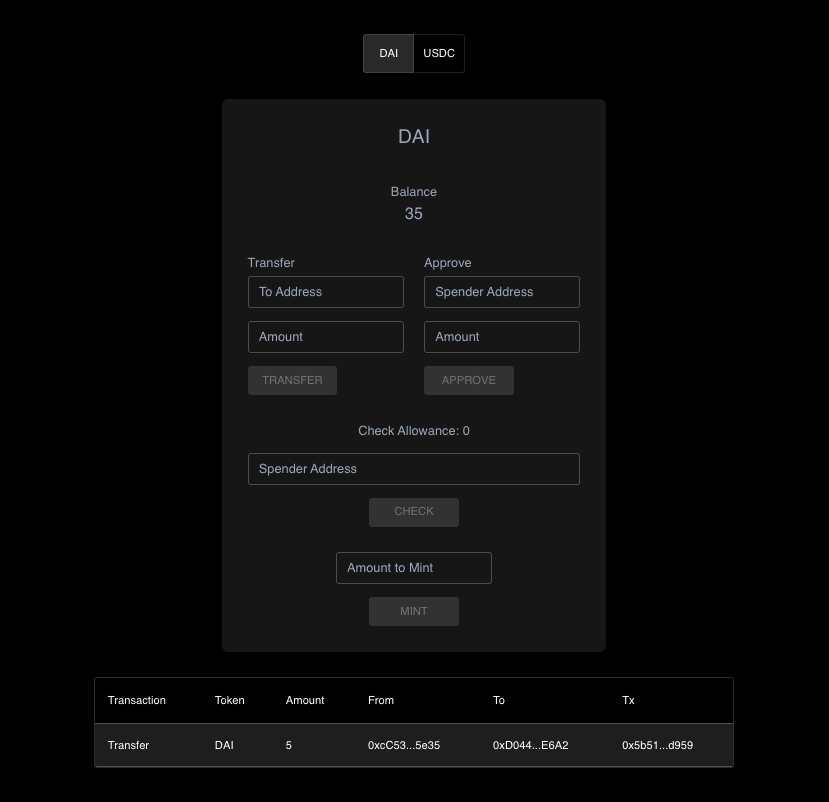 DAI USDC
DAI
Balance
35
Transfer Approve
To Address Spender Address
Amount Amount
TRANSFER APPROVE
Check Allowance: 0
Spender Address
CHECK
Amount to Mint
MINT
Transaction Token Amount From To Tx
Transfer DAI 5 0xcC53...5e35 0xD044...E6A2 0x5b51...d959